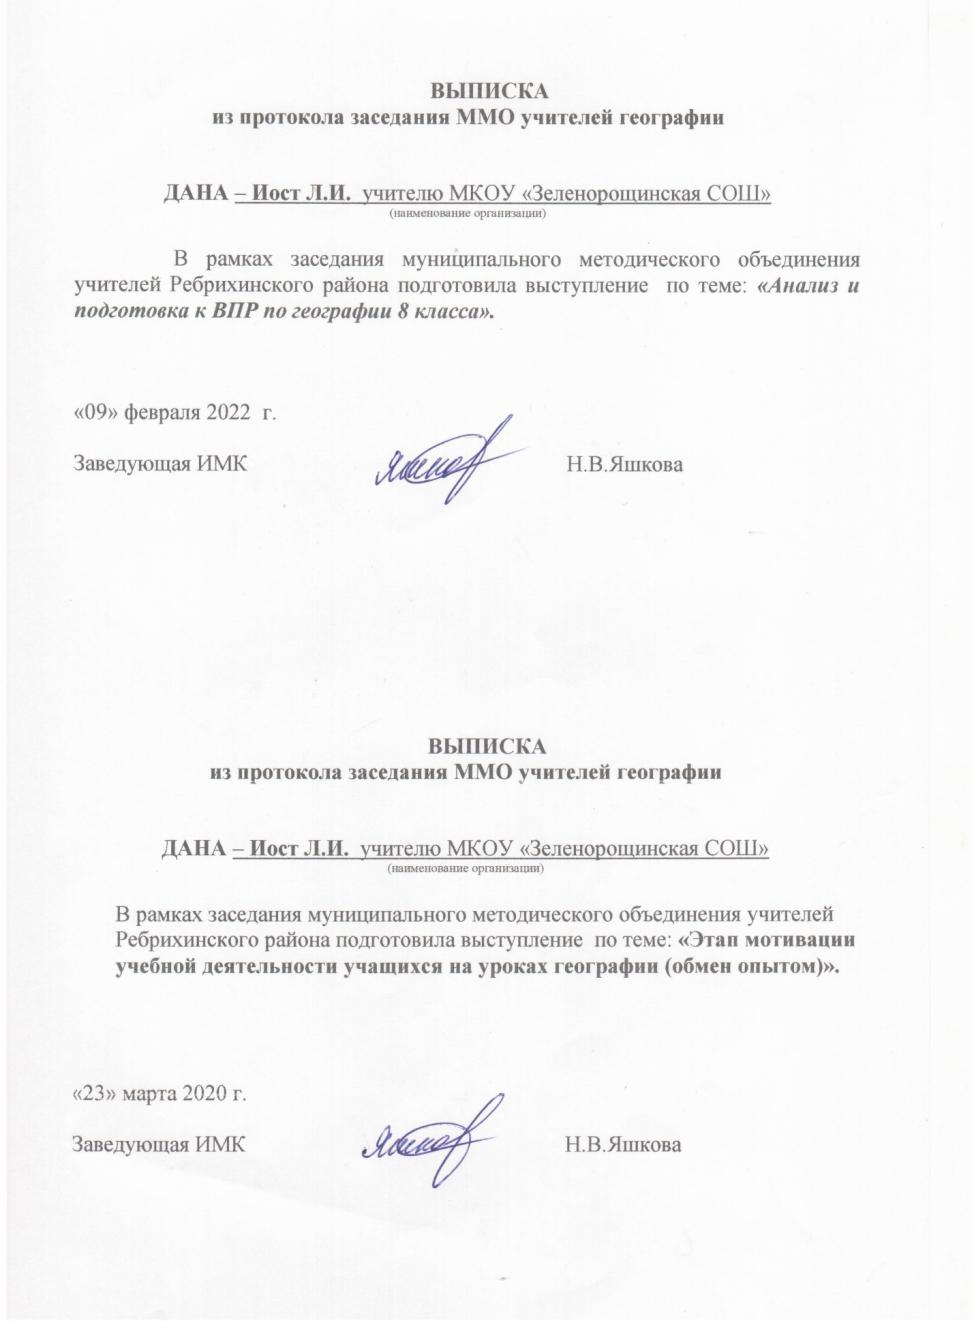 ВЫПИСКА
из протокола заседания ММО учителей географии
ДАНА – Иост Л.И. учителю МКОУ «Зеленорощинская СОШ»
(наименование организации)
В рамках заседания муниципального методического объединения
учителей Ребрихинского района подготовила выступление по теме: «Анализ и
подготовка к ВПР по географии 8 класса».
«09» февраля 2022 г.
Заведующая ИМК Н.В.Яшкова
ВЫПИСКА
из протокола заседания ММО учителей географии
ДАНА – Иост Л.И. учителю МКОУ «Зеленорощинская СОШ»
(наименование организации)
В рамках заседания муниципального методического объединения учителей
Ребрихинского района подготовила выступление по теме: «Этап мотивации
учебной деятельности учащихся на уроках географии (обмен опытом)».
«23» марта 2020 г.
Заведующая ИМК Н.В.Яшкова